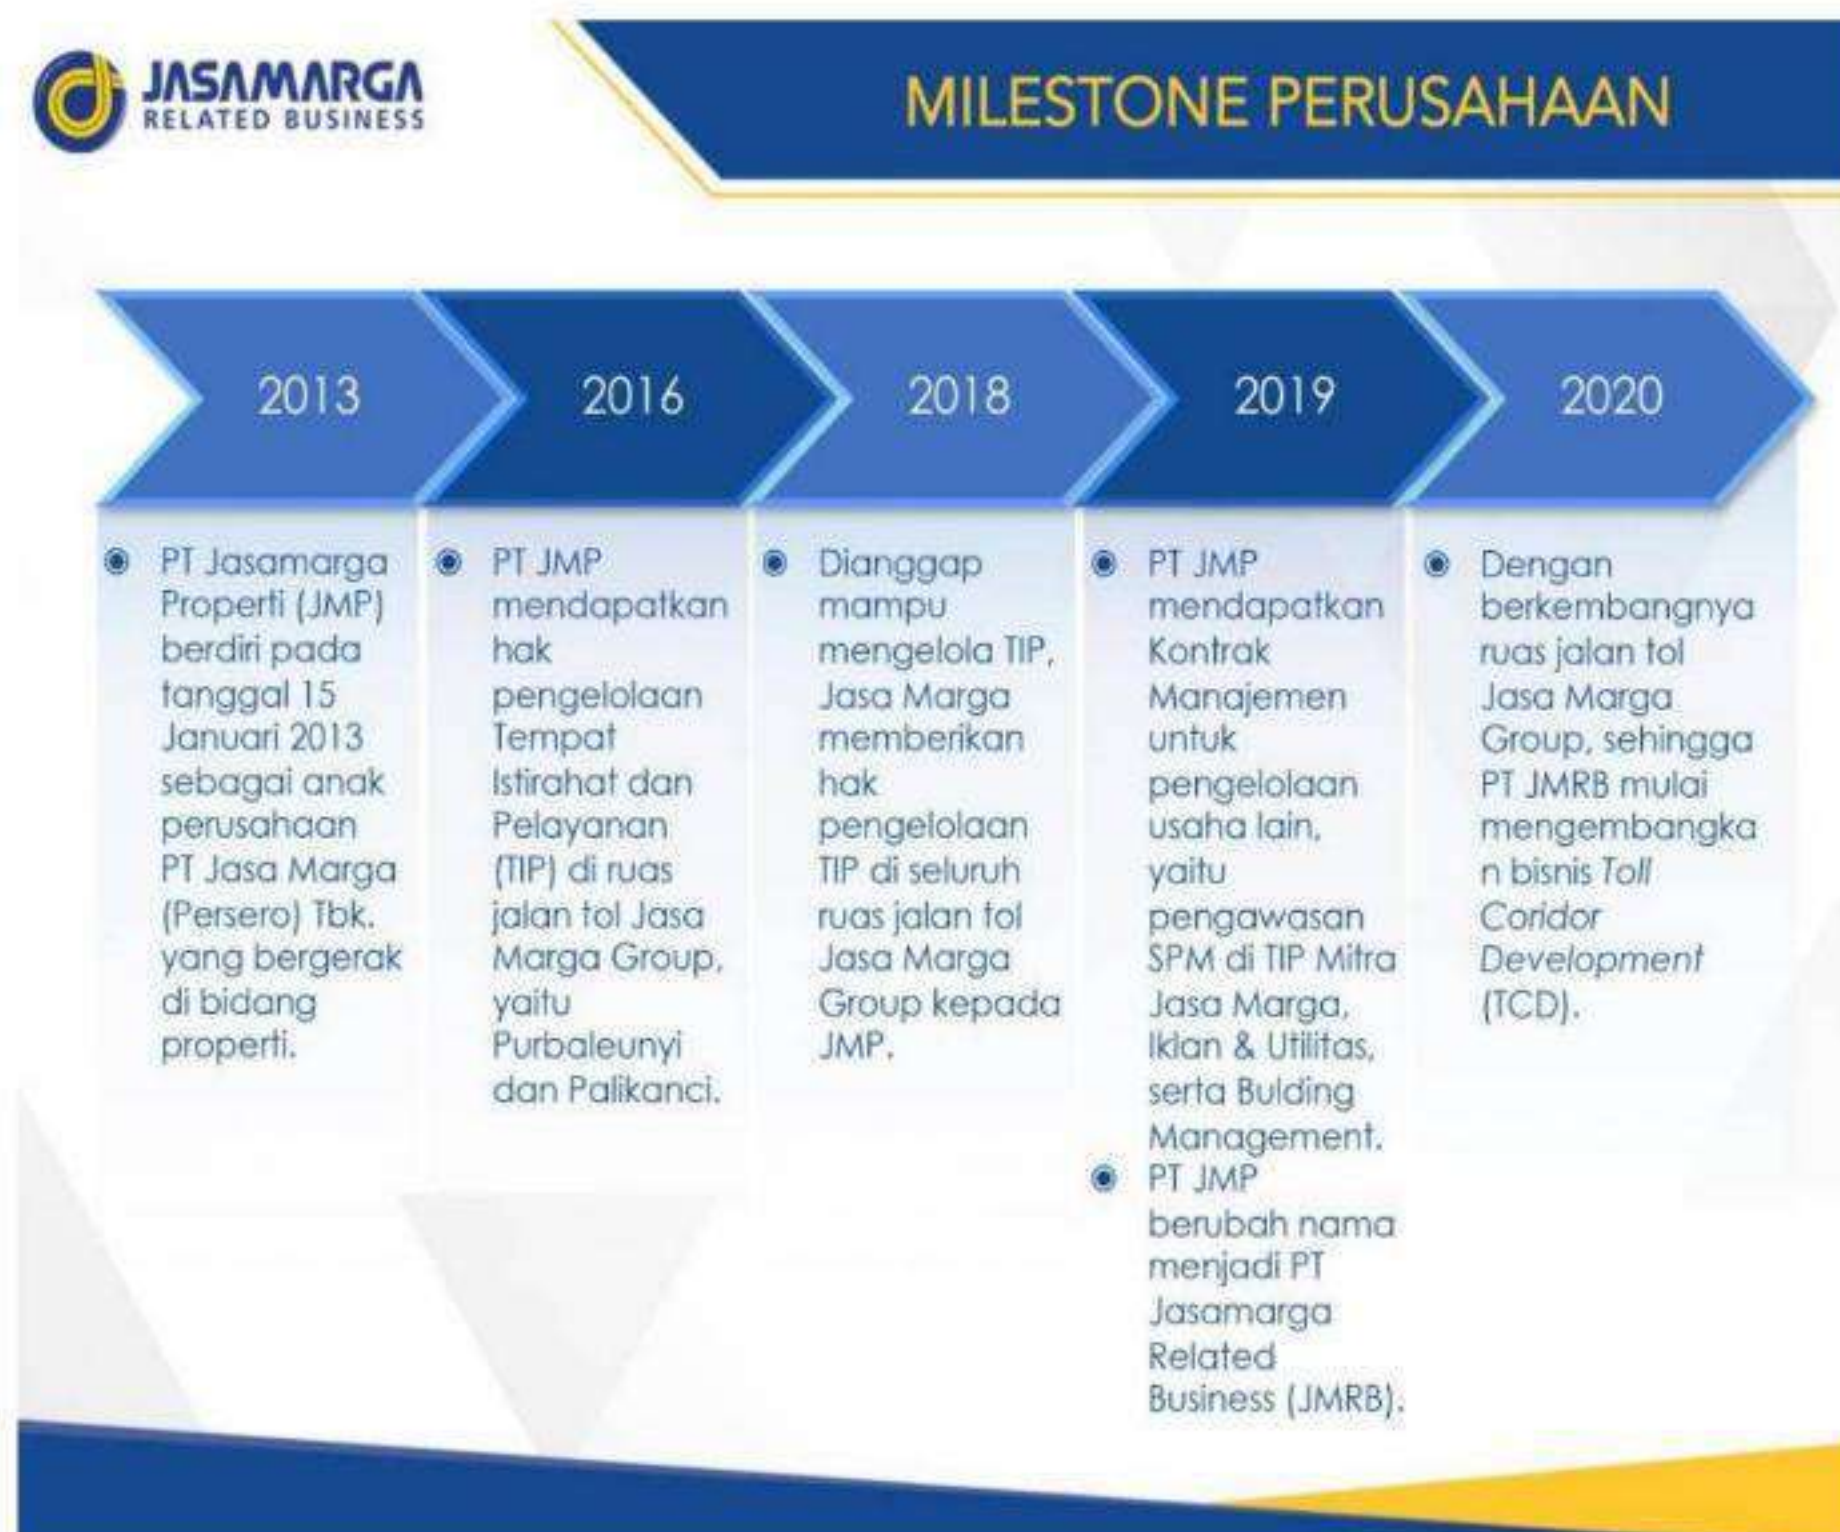 JASAMARGA
RELATED BUSINESS
MILESTONE PERUSAHAAN
2013
2016
2018
2019
2020
PT Jasamarga
Properti (JMP)
berdiri pada
tanggal 15
Januari 2013
sebagai anak
perusahaan
PT Jasa Marga
(Persero) Tbk.
yang bergerak
di bidang
properti.
PT JMP
mendapatkan
hak
pengelolaan
Tempat
Istirahat dan
Pelayanan
(TIP) di ruas
jalan tol Jasa
Marga Group,
yaitu
Purbaleunyi
dan Palikanci.
Dianggap
mampu
mengelola TIP,
Jasa Marga
memberikan
hak
pengelolaan
TIP di seluruh
ruas jalan tol
Jasa Marga
Group kepada
JMP.
PT JMP
mendapatkan
Kontrak
Manajemen
untuk
pengelolaan
usaha lain,
yaitu
pengawasan
SPM di TIP Mitra
Jasa Marga,
Iklan & Utilitas,
serta Bulding
Management.
PT JMP
berubah nama
menjadi PT
Jasamarga
Related
Business (JMRB).
Dengan
berkembangnya
ruas jalan tol
Jasa Marga
Group, sehingga
PT JMRB mulai
mengembangka
n bisnis Toll
Coridor
Development
(TCD).